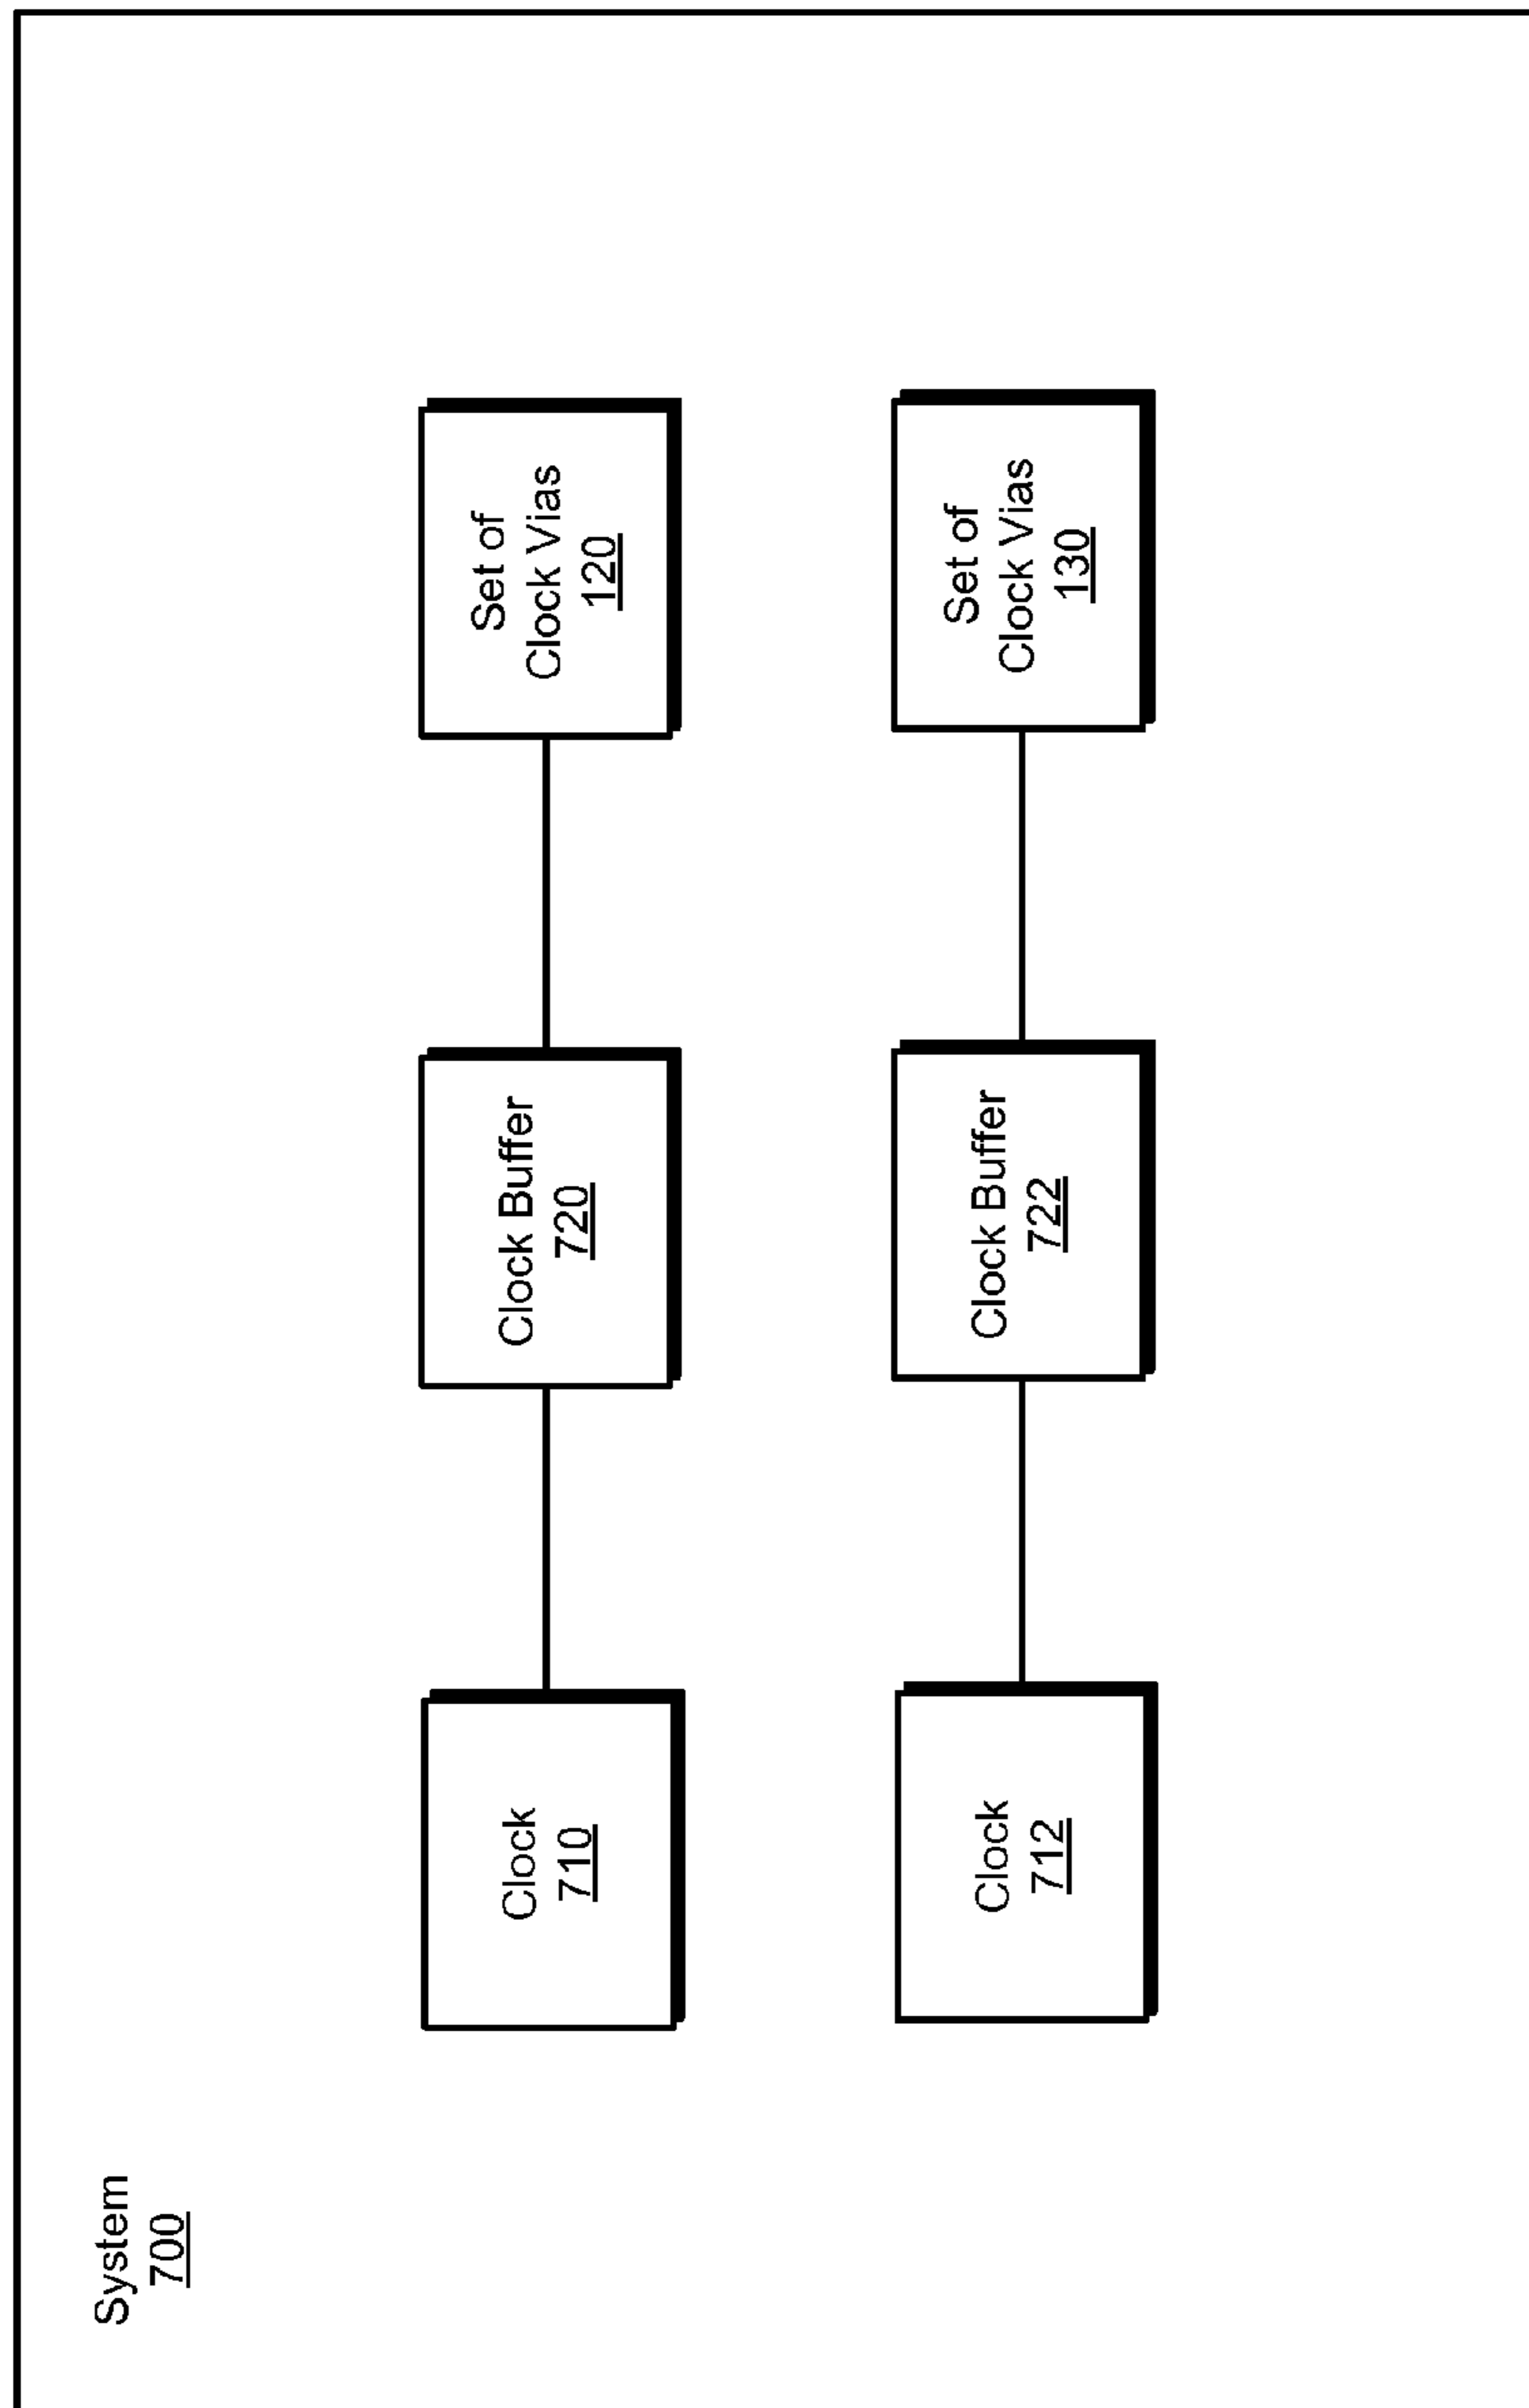 System
700
Clock
710
Clock Buffer
720
Set of
Clock Vias
120
Clock
712
Clock Buffer
722
Set of
Clock Vias
130